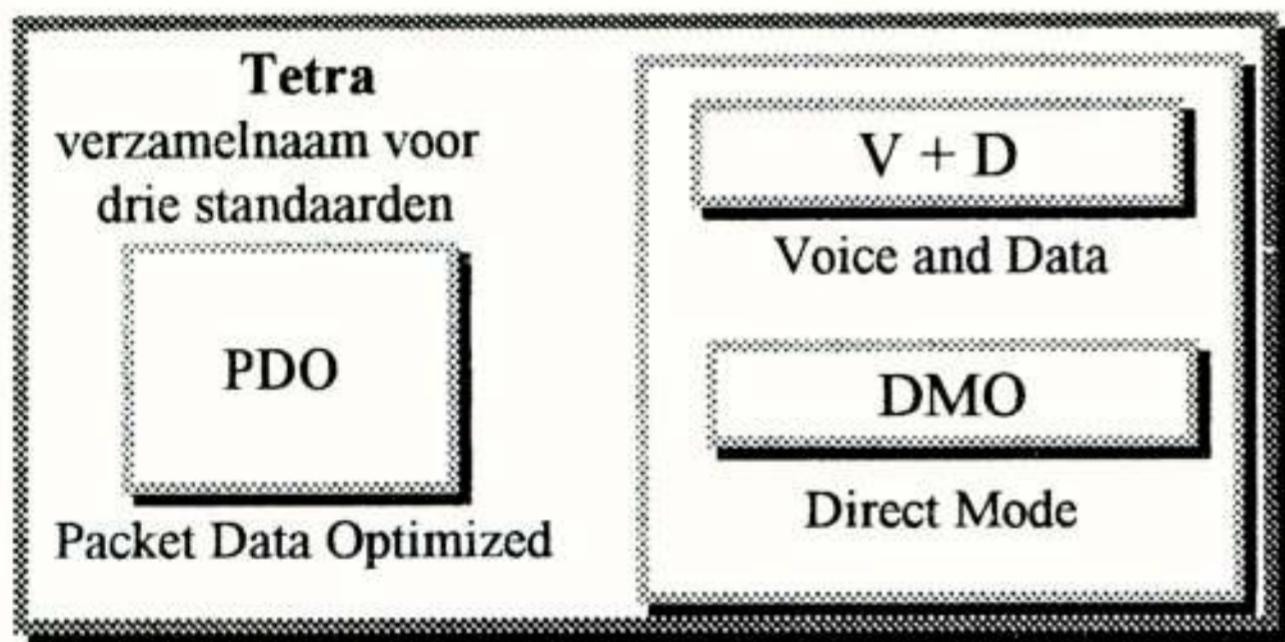 Tetra
verzamelnaam voor
drie standaarden
PDO
Packet Data Optimized
V + D
Voice and Data
DMO
Direct Mode